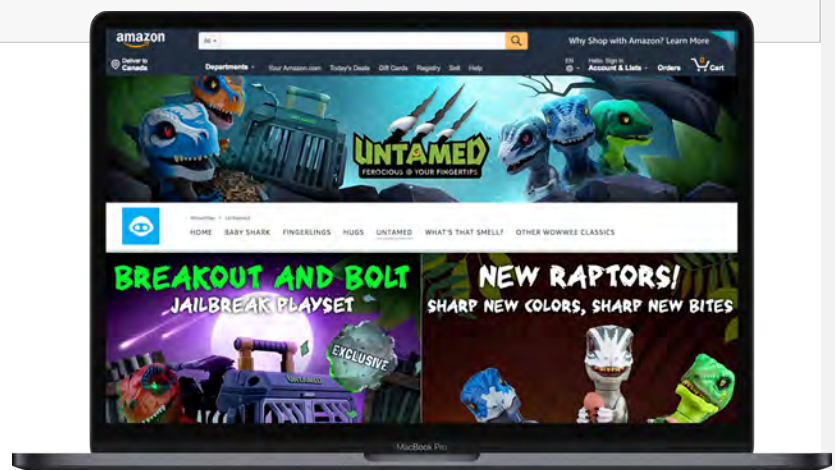 amazon
All
Why Shop with Amazon? Learn More
Deliver to
Canada
Departments
Your Amazon.com Today's Deals Gift Cards Registry Sell Help
EN
Hello, Sign in
Account & Lists
Orders
0
Cart
UNTAMED
FEROCIOUS @ YOUR FINGERTIPS
WowWee › Untamed
HOME BABY SHARK FINGERLINGS HUGS UNTAMED WHAT'S THAT SMELL? OTHER WOWWEE CLASSICS
BREAKOUT AND BOLT
JAILBREAK PLAYSET
EXCLUSIVE
UNTAMED
NEW RAPTORS!
SHARP NEW COLORS, SHARP NEW BITES
MacBook Pro